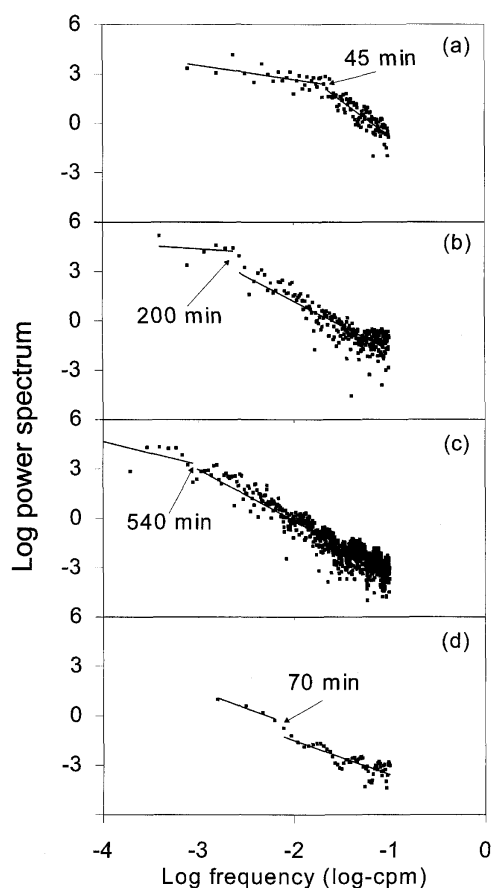 6
(a)
45 min
3
0
-3
6
(b)
3
0
200 min
-3
6
(c)
3
540 min
0
-3
6
(d)
3
70 min
0
-3
Log power spectrum
-4 -3 -2 -1 0
Log frequency (log-cpm)